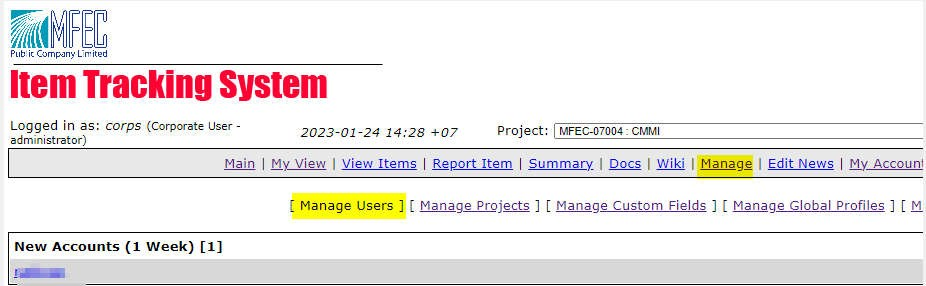 MFEC
Public Company Limited
Item Tracking System
Logged in as: corps (Corporate User - administrator)
2023-01-24 14:28 +07
Project: MFEC-07004 : CMMI
Main | My View | View Items | Report Item | Summary | Docs | Wiki | Manage | Edit News | My Accoun
[ Manage Users ] [ Manage Projects ] [ Manage Custom Fields ] [ Manage Global Profiles ] [ M
New Accounts (1 Week) [1]